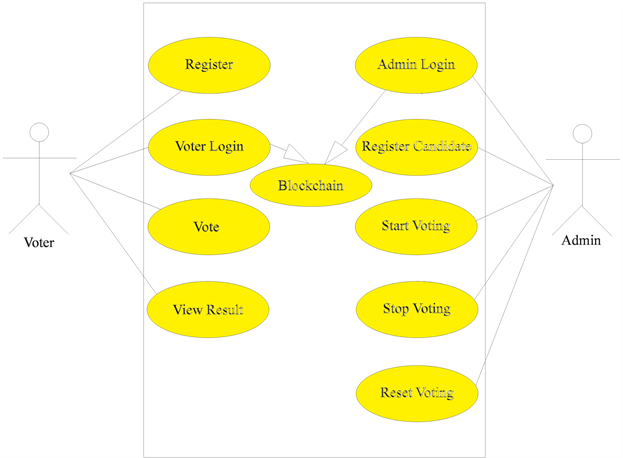 Register
Admin Login
Voter Login
Register Candidate
Blockchain
Vote
Start Voting
Voter
Admin
View Result
Stop Voting
Reset Voting